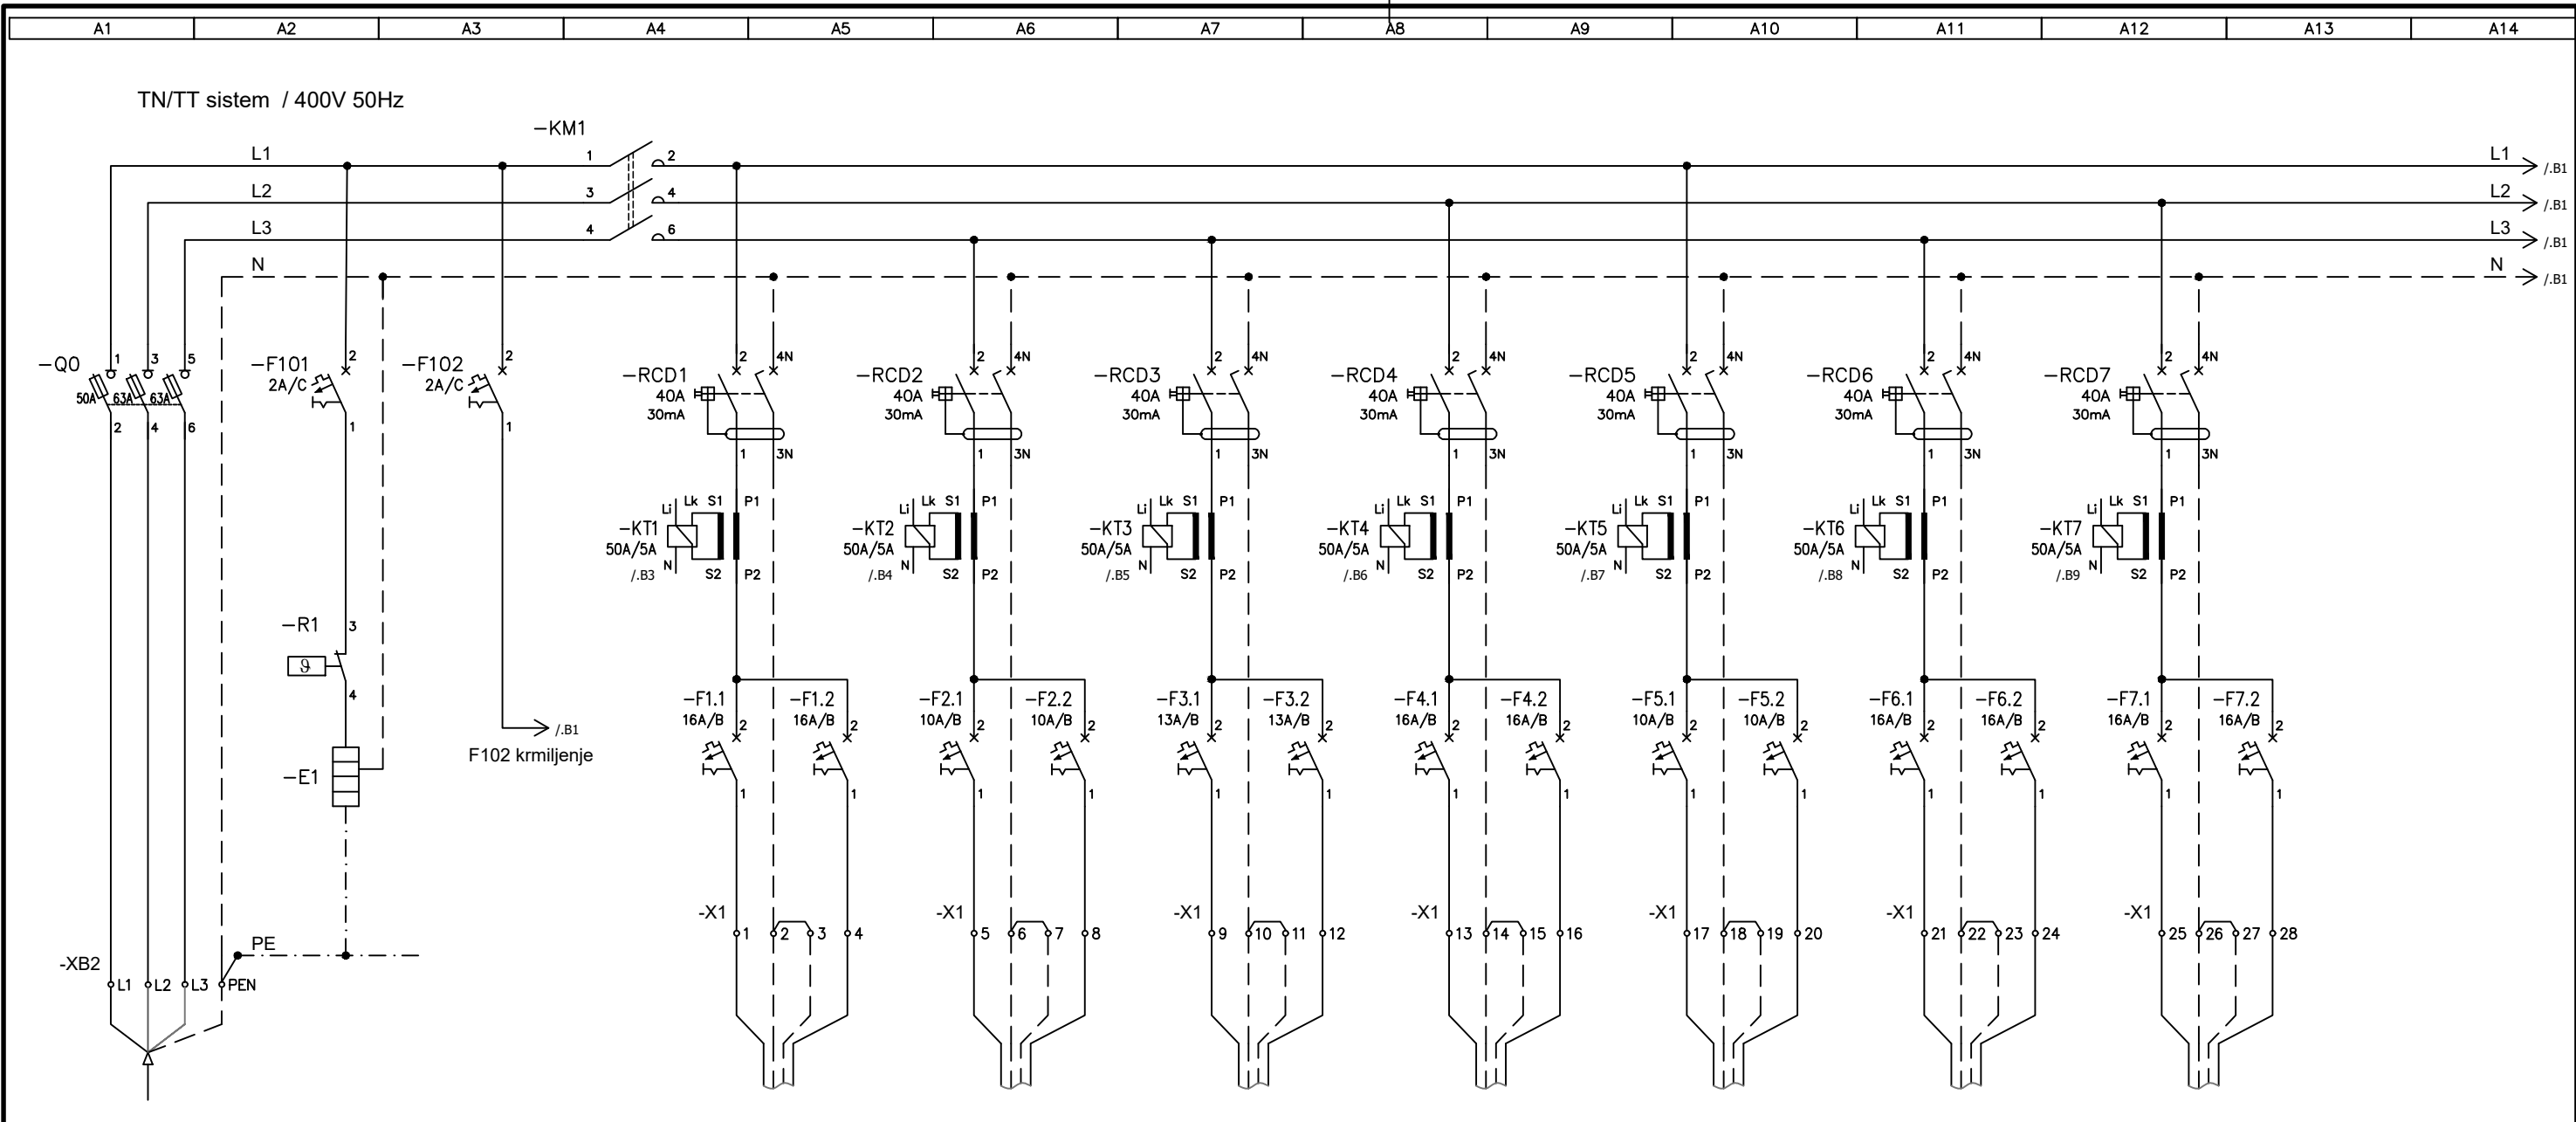 A1 A2 A3 A4 A5 A6 A7 A8 A9 A10 A11 A12 A13 A14
TN/TT sistem / 400V 50Hz
-KM1
L1 1 2 L1 /.B1
L2 3 4 L2 /.B1
L3 4 6 L3 /.B1
N N /.B1
-Q0 1 3 5 -F101 2 -F102 2 -RCD1 2 4N -RCD2 2 4N -RCD3 2 4N -RCD4 2 4N -RCD5 2 4N -RCD6 2 4N -RCD7 2 4N
50A 63A 63A 2A/C 2A/C 40A 40A 40A 40A 40A 40A 40A
30mA 30mA 30mA 30mA 30mA 30mA 30mA
2 4 6 1 1
1 3N 1 3N 1 3N 1 3N 1 3N 1 3N 1 3N
Li Lk S1 P1 Li Lk S1 P1 Li Lk S1 P1 Li Lk S1 P1 Li Lk S1 P1 Li Lk S1 P1 Li Lk S1 P1
-KT1 -KT2 -KT3 -KT4 -KT5 -KT6 -KT7
50A/5A 50A/5A 50A/5A 50A/5A 50A/5A 50A/5A 50A/5A
/.B3 N S2 P2 /.B4 N S2 P2 /.B5 N S2 P2 /.B6 N S2 P2 /.B7 N S2 P2 /.B8 N S2 P2 /.B9 N S2 P2
-R1 3
ϑ
4
-F1.1 -F1.2 -F2.1 -F2.2 -F3.1 -F3.2 -F4.1 -F4.2 -F5.1 -F5.2 -F6.1 -F6.2 -F7.1 -F7.2
16A/B 16A/B 10A/B 10A/B 13A/B 13A/B 16A/B 16A/B 10A/B 10A/B 16A/B 16A/B 16A/B 16A/B
2 2 2 2 2 2 2 2 2 2 2 2 2 2
/.B1
F102 krmiljenje
-E1
1 1 1 1 1 1 1 1 1 1 1 1 1 1
-X1 -X1 -X1 -X1 -X1 -X1 -X1
1 2 3 4 5 6 7 8 9 10 11 12 13 14 15 16 17 18 19 20 21 22 23 24 25 26 27 28
PE
-XB2
L1 L2 L3 PEN